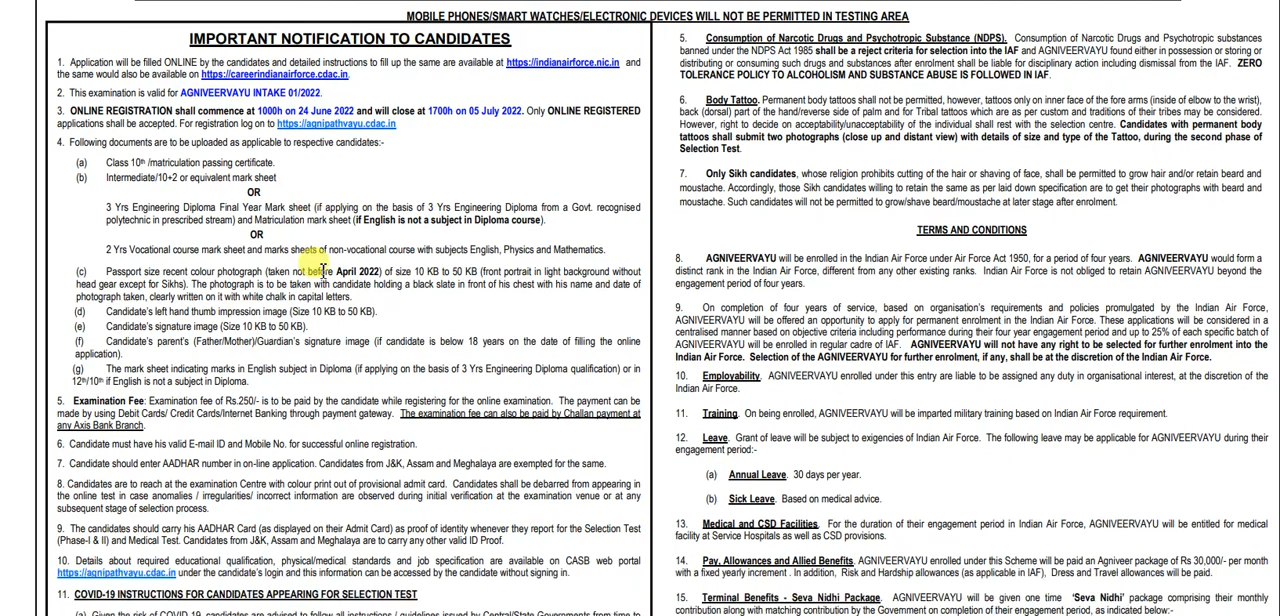 MOBILE PHONES/SMART WATCHES/ELECTRONIC DEVICES WILL NOT BE PERMITTED IN TESTING AREA
IMPORTANT NOTIFICATION TO CANDIDATES
1. Application will be filled ONLINE by the candidates and detailed instructions to fill up the same are available at https://indianairforce.nic.in and
the same would also be available on https://careerindianairforce.cdac.in.
2. This examination is valid for AGNIVEERVAYU INTAKE 01/2022.
3. ONLINE REGISTRATION shall commence at 1000h on 24 June 2022 and will close at 1700h on 05 July 2022. Only ONLINE REGISTERED
applications shall be accepted. For registration log on to https://agnipathvayu.cdac.in
4. Following documents are to be uploaded as applicable to respective candidates:-
(a) Class 10th /matriculation passing certificate.
(b) Intermediate/10+2 or equivalent mark sheet
OR
3 Yrs Engineering Diploma Final Year Mark sheet (if applying on the basis of 3 Yrs Engineering Diploma from a Govt. recognised
polytechnic in prescribed stream) and Matriculation mark sheet (if English is not a subject in Diploma course).
OR
2 Yrs Vocational course mark sheet and marks sheets of non-vocational course with subjects English, Physics and Mathematics.
(c) Passport size recent colour photograph (taken not before April 2022) of size 10 KB to 50 KB (front portrait in light background without
head gear except for Sikhs). The photograph is to be taken with candidate holding a black slate in front of his chest with his name and date of
photograph taken, clearly written on it with white chalk in capital letters.
(d) Candidate's left hand thumb impression image (Size 10 KB to 50 KB).
(e) Candidate's signature image (Size 10 KB to 50 KB).
(f) Candidate's parent's (Father/Mother)/Guardian's signature image (if candidate is below 18 years on the date of filling the online
application).
(g) The mark sheet indicating marks in English subject in Diploma (if applying on the basis of 3 Yrs Engineering Diploma qualification) or in
12th/10th if English is not a subject in Diploma.
5. Examination Fee: Examination fee of Rs.250/- is to be paid by the candidate while registering for the online examination. The payment can be
made by using Debit Cards/ Credit Cards/Internet Banking through payment gateway. The examination fee can also be paid by Challan payment at
any Axis Bank Branch.
6. Candidate must have his valid E-mail ID and Mobile No. for successful online registration.
7. Candidate should enter AADHAR number in on-line application. Candidates from J&K, Assam and Meghalaya are exempted for the same.
8. Candidates are to reach at the examination Centre with colour print out of provisional admit card. Candidates shall be debarred from appearing in
the online test in case anomalies / irregularities/ incorrect information are observed during initial verification at the examination venue or at any
subsequent stage of selection process.
9. The candidates should carry his AADHAR Card (as displayed on their Admit Card) as proof of identity whenever they report for the Selection Test
(Phase-I & II) and Medical Test. Candidates from J&K, Assam and Meghalaya are to carry any other valid ID Proof.
10. Details about required educational qualification, physical/medical standards and job specification are available on CASB web portal
https://agnipathvayu.cdac.in under the candidate's login and this information can be accessed by the candidate without signing in.
11. COVID-19 INSTRUCTIONS FOR CANDIDATES APPEARING FOR SELECTION TEST
(a) Given the risk of COVID-19, candidates are advised to follow all instructions / guidelines issued by Central/State Governments from time to
5. Consumption of Narcotic Drugs and Psychotropic Substance (NDPS). Consumption of Narcotic Drugs and Psychotropic substances
banned under the NDPS Act 1985 shall be a reject criteria for selection into the IAF and AGNIVEERVAYU found either in possession or storing or
distributing or consuming such drugs and substances after enrolment shall be liable for disciplinary action including dismissal from the IAF. ZERO
TOLERANCE POLICY TO ALCOHOLISM AND SUBSTANCE ABUSE IS FOLLOWED IN IAF.
6. Body Tattoo. Permanent body tattoos shall not be permitted, however, tattoos only on inner face of the fore arms (inside of elbow to the wrist),
back (dorsal) part of the hand/reverse side of palm and for Tribal tattoos which are as per custom and traditions of their tribes may be considered.
However, right to decide on acceptability/unacceptability of the individual shall rest with the selection centre. Candidates with permanent body
tattoos shall submit two photographs (close up and distant view) with details of size and type of the Tattoo, during the second phase of
Selection Test.
7. Only Sikh candidates, whose religion prohibits cutting of the hair or shaving of face, shall be permitted to grow hair and/or retain beard and
moustache. Accordingly, those Sikh candidates willing to retain the same as per laid down specification are to get their photographs with beard and
moustache. Such candidates will not be permitted to grow/shave beard/moustache at later stage after enrolment.
TERMS AND CONDITIONS
8. AGNIVEERVAYU will be enrolled in the Indian Air Force under Air Force Act 1950, for a period of four years. AGNIVEERVAYU would form a
distinct rank in the Indian Air Force, different from any other existing ranks. Indian Air Force is not obliged to retain AGNIVEERVAYU beyond the
engagement period of four years.
9. On completion of four years of service, based on organisation's requirements and policies promulgated by the Indian Air Force,
AGNIVEERVAYU will be offered an opportunity to apply for permanent enrolment in the Indian Air Force. These applications will be considered in a
centralised manner based on objective criteria including performance during their four year engagement period and up to 25% of each specific batch of
AGNIVEERVAYU will be enrolled in regular cadre of IAF. AGNIVEERVAYU will not have any right to be selected for further enrolment into the
Indian Air Force. Selection of the AGNIVEERVAYU for further enrolment, if any, shall be at the discretion of the Indian Air Force.
10. Employability. AGNIVEERVAYU enrolled under this entry are liable to be assigned any duty in organisational interest, at the discretion of the
Indian Air Force.
11. Training. On being enrolled, AGNIVEERVAYU will be imparted military training based on Indian Air Force requirement.
12. Leave. Grant of leave will be subject to exigencies of Indian Air Force. The following leave may be applicable for AGNIVEERVAYU during their
engagement period:-
(a) Annual Leave. 30 days per year.
(b) Sick Leave. Based on medical advice.
13. Medical and CSD Facilities. For the duration of their engagement period in Indian Air Force, AGNIVEERVAYU will be entitled for medical
facility at Service Hospitals as well as CSD provisions.
14. Pay, Allowances and Allied Benefits. AGNIVEERVAYU enrolled under this Scheme will be paid an Agniveer package of Rs 30,000/- per month
with a fixed yearly increment . In addition, Risk and Hardship allowances (as applicable in IAF), Dress and Travel allowances will be paid.
15. Terminal Benefits - Seva Nidhi Package. AGNIVEERVAYU will be given one time 'Seva Nidhi' package comprising their monthly
contribution along with matching contribution by the Government on completion of their engagement period, as indicated below:-